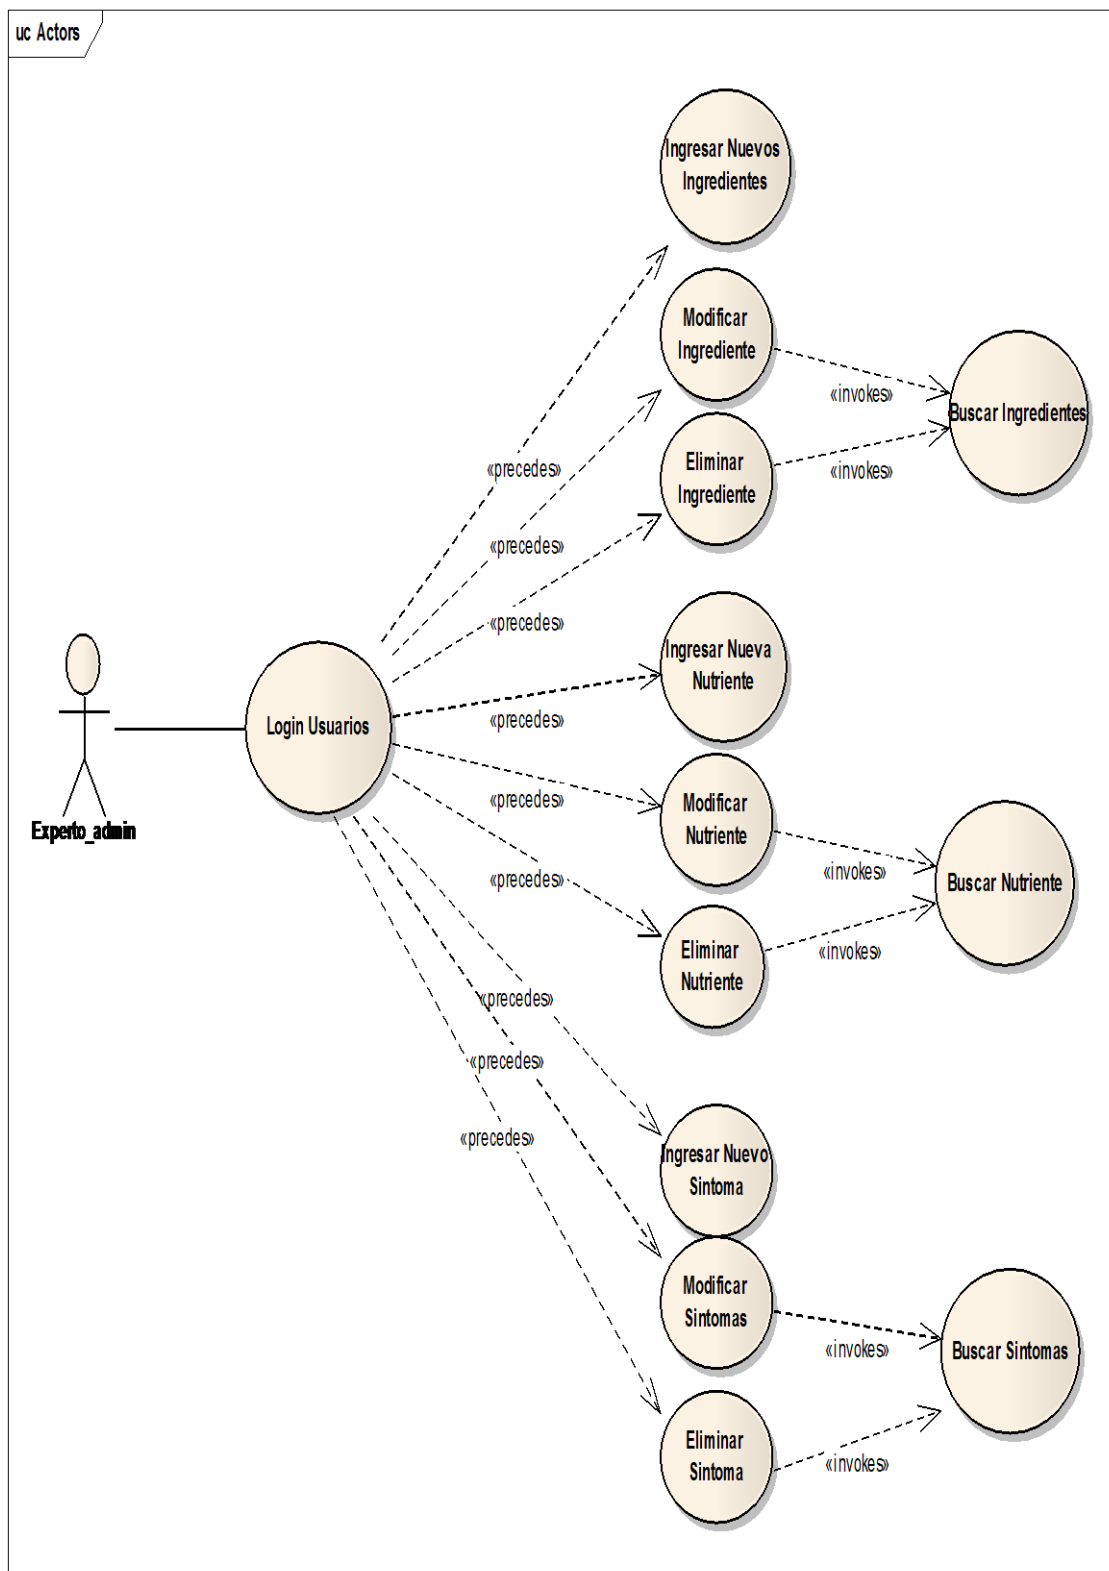 uc Actors
Ingresar Nuevos
Ingredientes
Modificar
Ingrediente
«invokes»
Buscar Ingredientes
Eliminar
Ingrediente
«invokes»
«precedes»
«precedes»
«precedes»
Ingresar Nueva
Nutriente
«precedes»
Login Usuarios
Experto_admin
Modificar
Nutriente
«precedes»
«invokes»
Buscar Nutriente
«precedes»
Eliminar
Nutriente
«invokes»
«precedes»
«precedes»
«precedes»
Ingresar Nuevo
Sintoma
Modificar
Sintomas
«invokes»
Buscar Sintomas
Eliminar
Sintoma
«invokes»